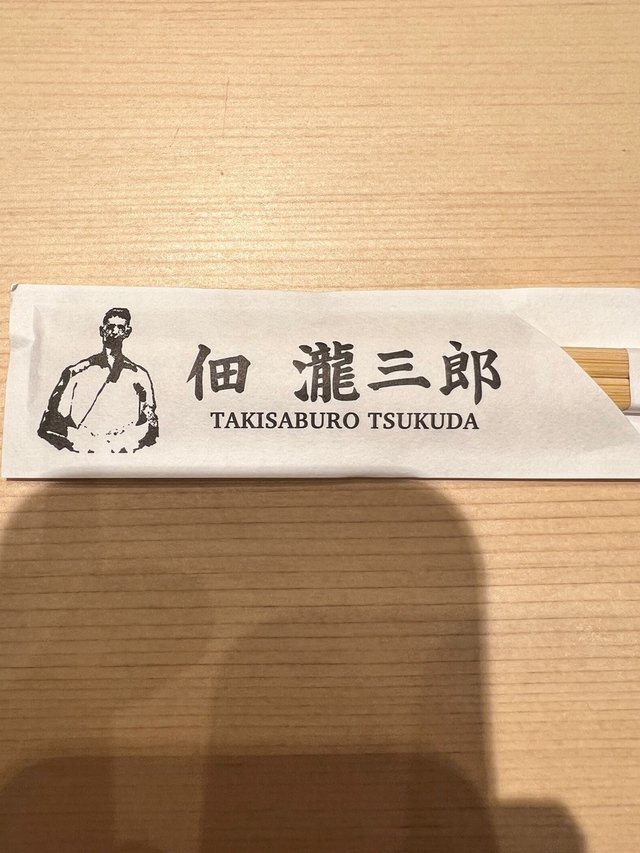 佃 瀧三郎
TAKISABURO TSUKUDA